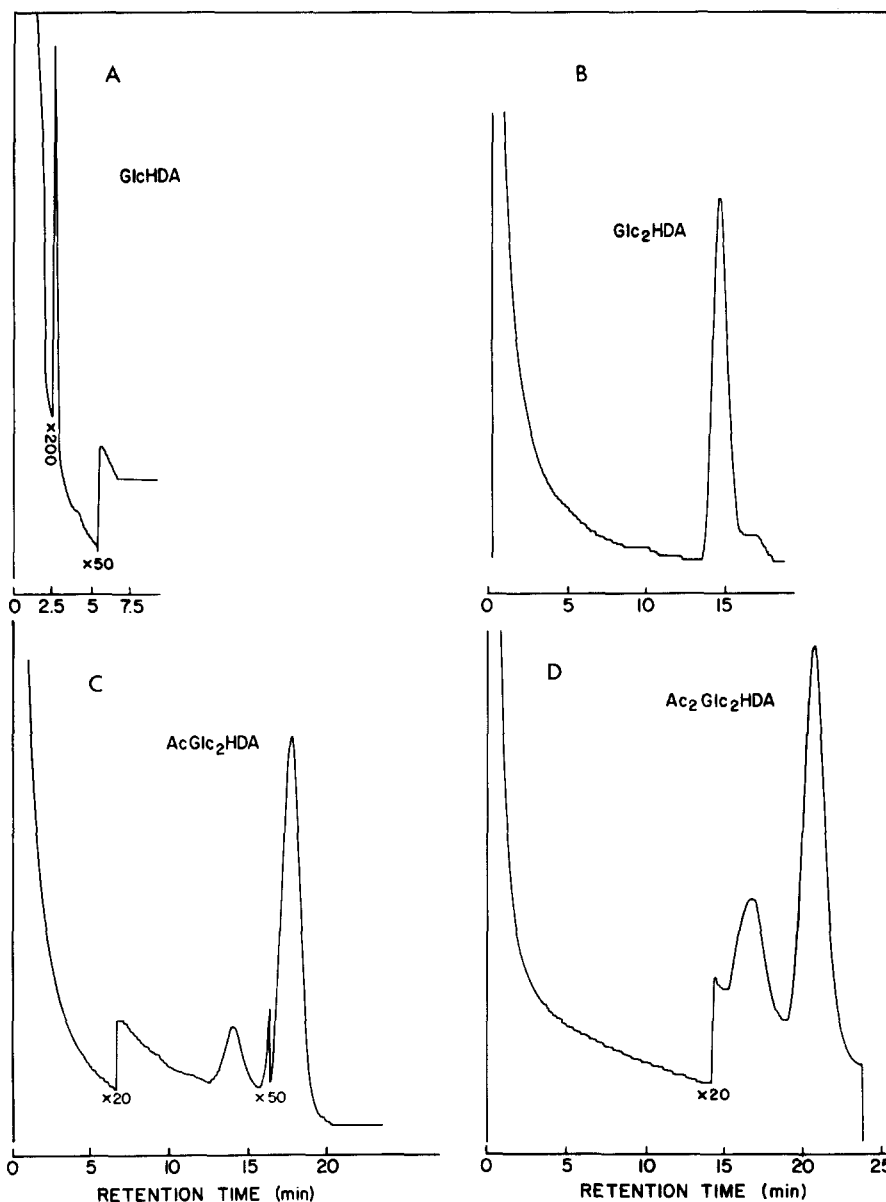 A
GlcHDA
×200
×50
0 2.5 5 7.5
B
Glc₂HDA
0 5 10 15
C
AcGlc₂HDA
×20
×50
0 5 10 15 20
RETENTION TIME (min)
D
Ac₂Glc₂HDA
×20
0 5 10 15 20 25
RETENTION TIME (min)